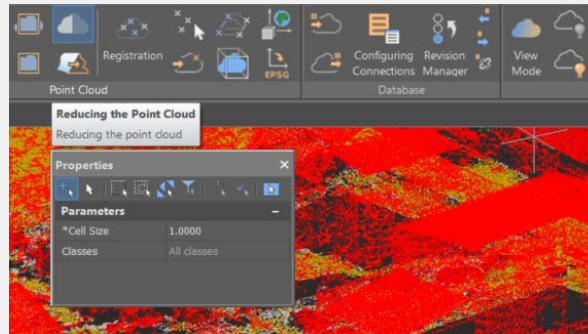 Registration
EPSG
Configuring
Connections
Revision
Manager
View
Mode
Point Cloud
Database
Reducing the Point Cloud
Reducing the point cloud
Properties
Parameters
*Cell Size 1.0000
Classes All classes